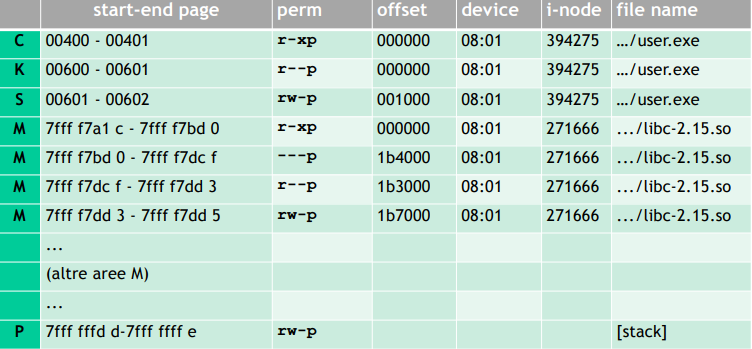 start-end page perm offset device i-node file name
C 00400 - 00401 r-xp 000000 08:01 394275 …/user.exe
K 00600 - 00601 r--p 000000 08:01 394275 …/user.exe
S 00601 - 00602 rw-p 001000 08:01 394275 …/user.exe
M 7fff f7a1 c - 7fff f7bd 0 r-xp 000000 08:01 271666 .../libc-2.15.so
M 7fff f7bd 0 - 7fff f7dc f ---p 1b4000 08:01 271666 .../libc-2.15.so
M 7fff f7dc f - 7fff f7dd 3 r--p 1b3000 08:01 271666 .../libc-2.15.so
M 7fff f7dd 3 - 7fff f7dd 5 rw-p 1b7000 08:01 271666 .../libc-2.15.so
...
(altre aree M)
...
P 7fff fffd d-7fff ffff e rw-p [stack]